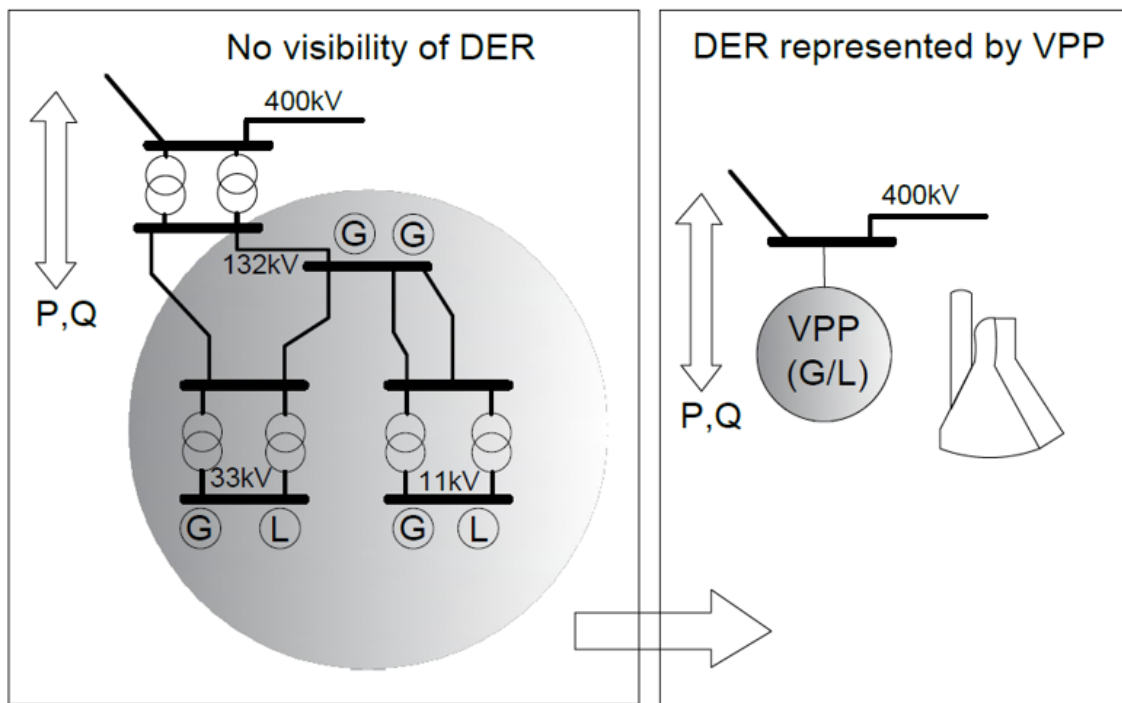 No visibility of DER
400kV
G G
132kV
P,Q
33kV
11kV
G L
G L
DER represented by VPP
400kV
VPP
(G/L)
P,Q